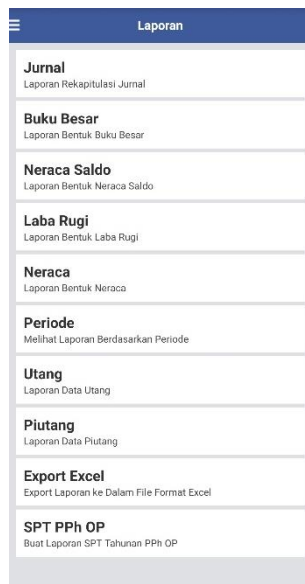 Laporan
Jurnal
Laporan Rekapitulasi Jurnal
Buku Besar
Laporan Bentuk Buku Besar
Neraca Saldo
Laporan Bentuk Neraca Saldo
Laba Rugi
Laporan Bentuk Laba Rugi
Neraca
Laporan Bentuk Neraca
Periode
Melihat Laporan Berdasarkan Periode
Utang
Laporan Data Utang
Piutang
Laporan Data Piutang
Export Excel
Export Laporan ke Dalam File Format Excel
SPT PPh OP
Buat Laporan SPT Tahunan PPh OP